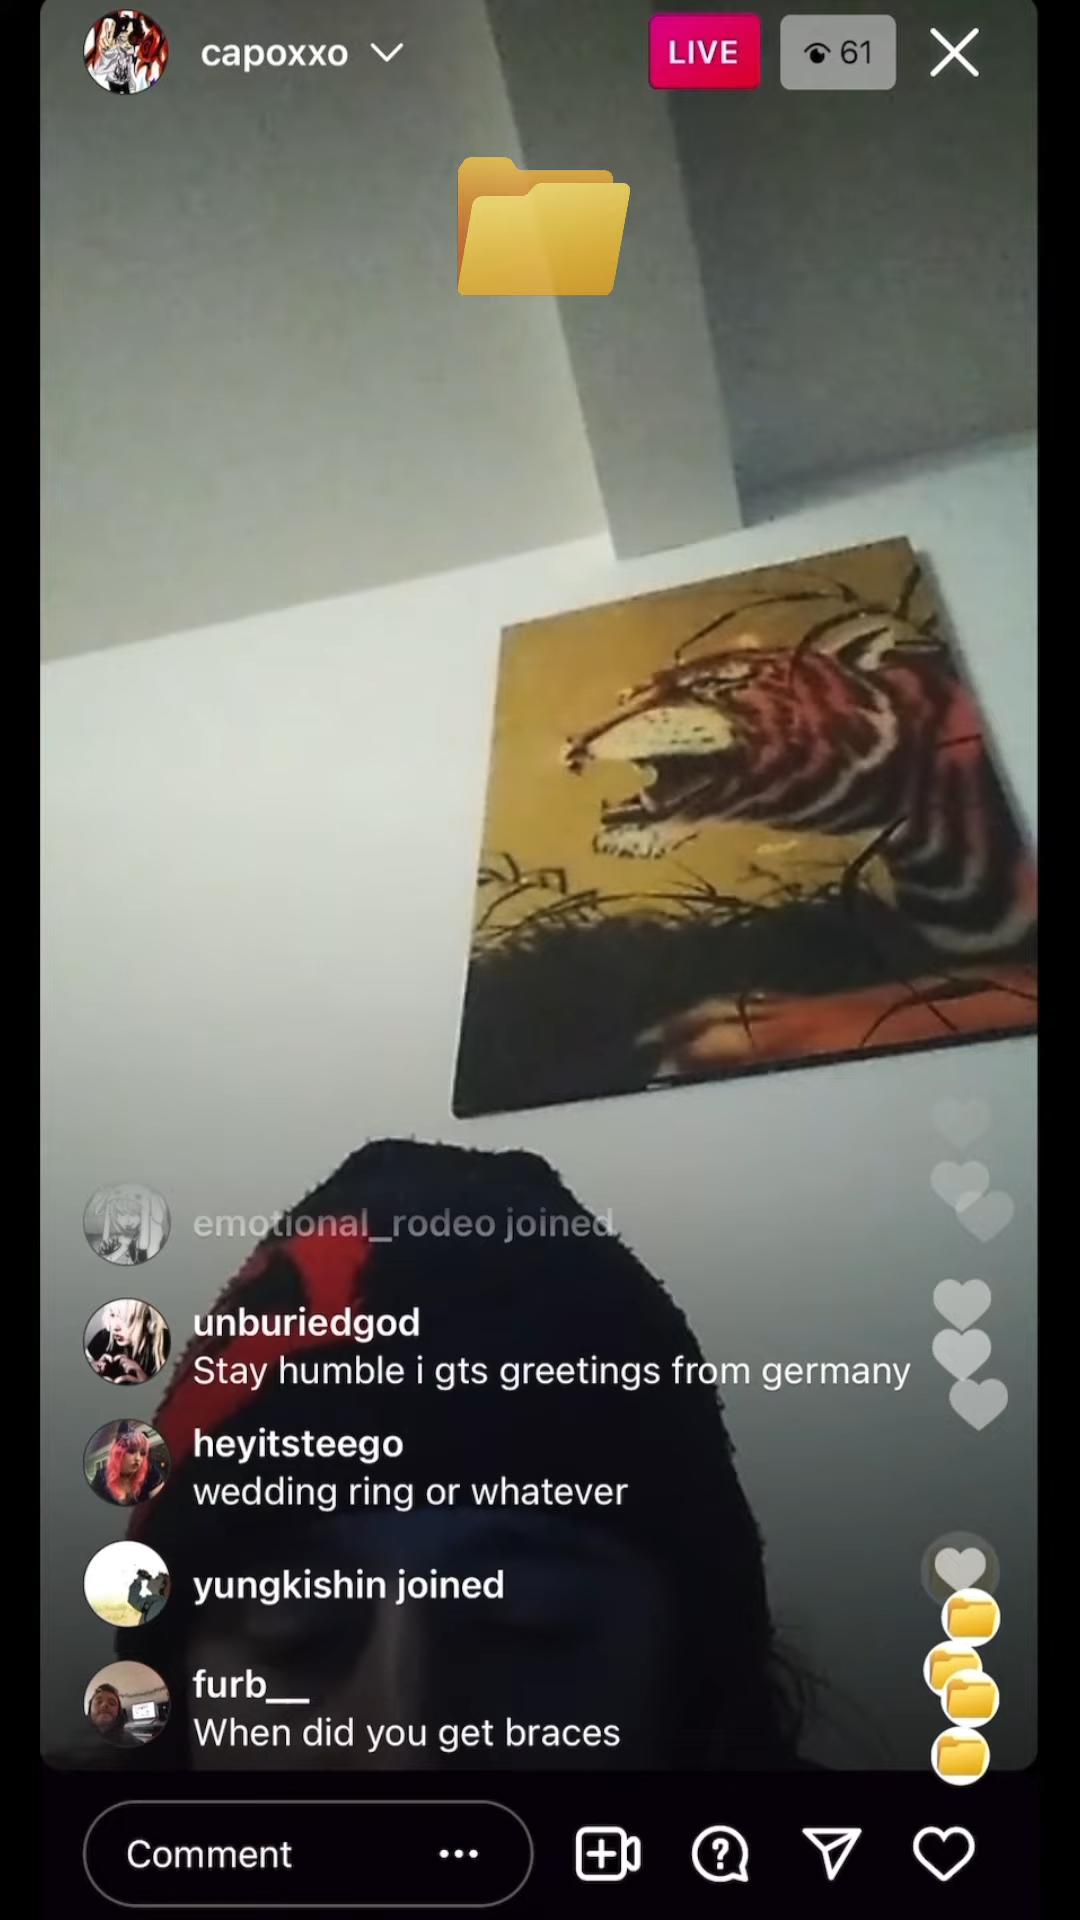 capoxxo
LIVE
61
emotional_rodeo joined
unburiedgod
Stay humble i gts greetings from germany
heyitsteego
wedding ring or whatever
yungkishin joined
furb__
When did you get braces
Comment